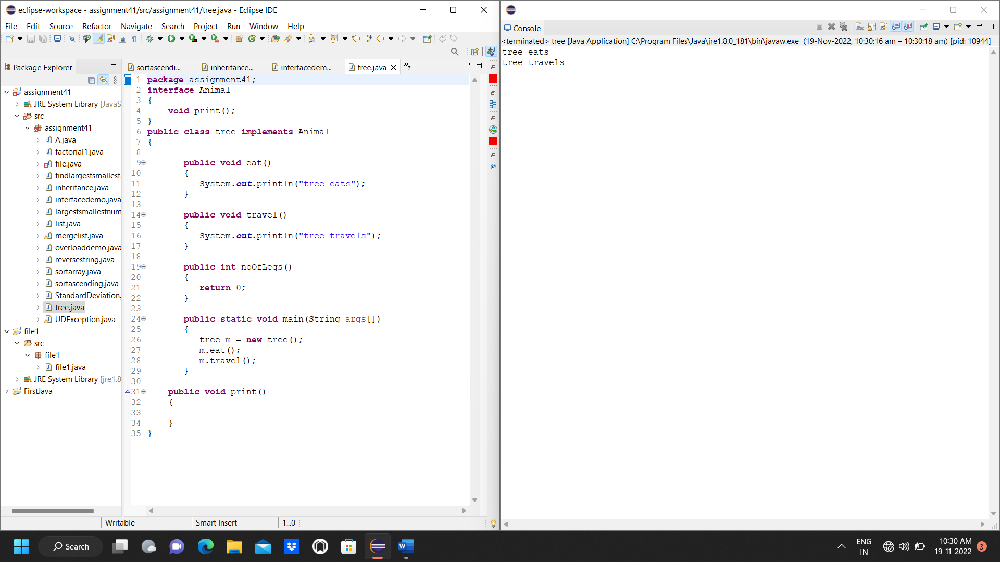 eclipse-workspace - assignment41/src/assignment41/tree.java - Eclipse IDE
File Edit Source Refactor Navigate Search Project Run Window Help
Package Explorer
assignment41
JRE System Library [JavaS
src
assignment41
A.java
factorial1.java
file.java
findlargestsmallest.
inheritance.java
interfacedemo.java
largestsmallestnum
list.java
mergelist.java
overloaddemo.java
reversestring.java
sortarray.java
sortascending.java
StandardDeviation.
tree.java
UDException.java
file1
src
file1
file1.java
JRE System Library [jre1.8
FirstJava
sortascendi... inheritance... interfacedem... tree.java 7
1 package assignment41;
2 interface Animal
3 {
4 void print();
5 }
6 public class tree implements Animal
7 {
8
9 public void eat()
10 {
11 System.out.println("tree eats");
12 }
13
14 public void travel()
15 {
16 System.out.println("tree travels");
17 }
18
19 public int noOfLegs()
20 {
21 return 0;
22 }
23
24 public static void main(String args[])
25 {
26 tree m = new tree();
27 m.eat();
28 m.travel();
29 }
30
31 public void print()
32 {
33
34 }
35 }
Writable Smart Insert 1...0
Console
<terminated> tree [Java Application] C:\Program Files\Java\jre1.8.0_181\bin\javaw.exe (19-Nov-2022, 10:30:16 am – 10:30:18 am) [pid: 10944]
tree eats
tree travels
Search
ENG
IN
10:30 AM
19-11-2022
3